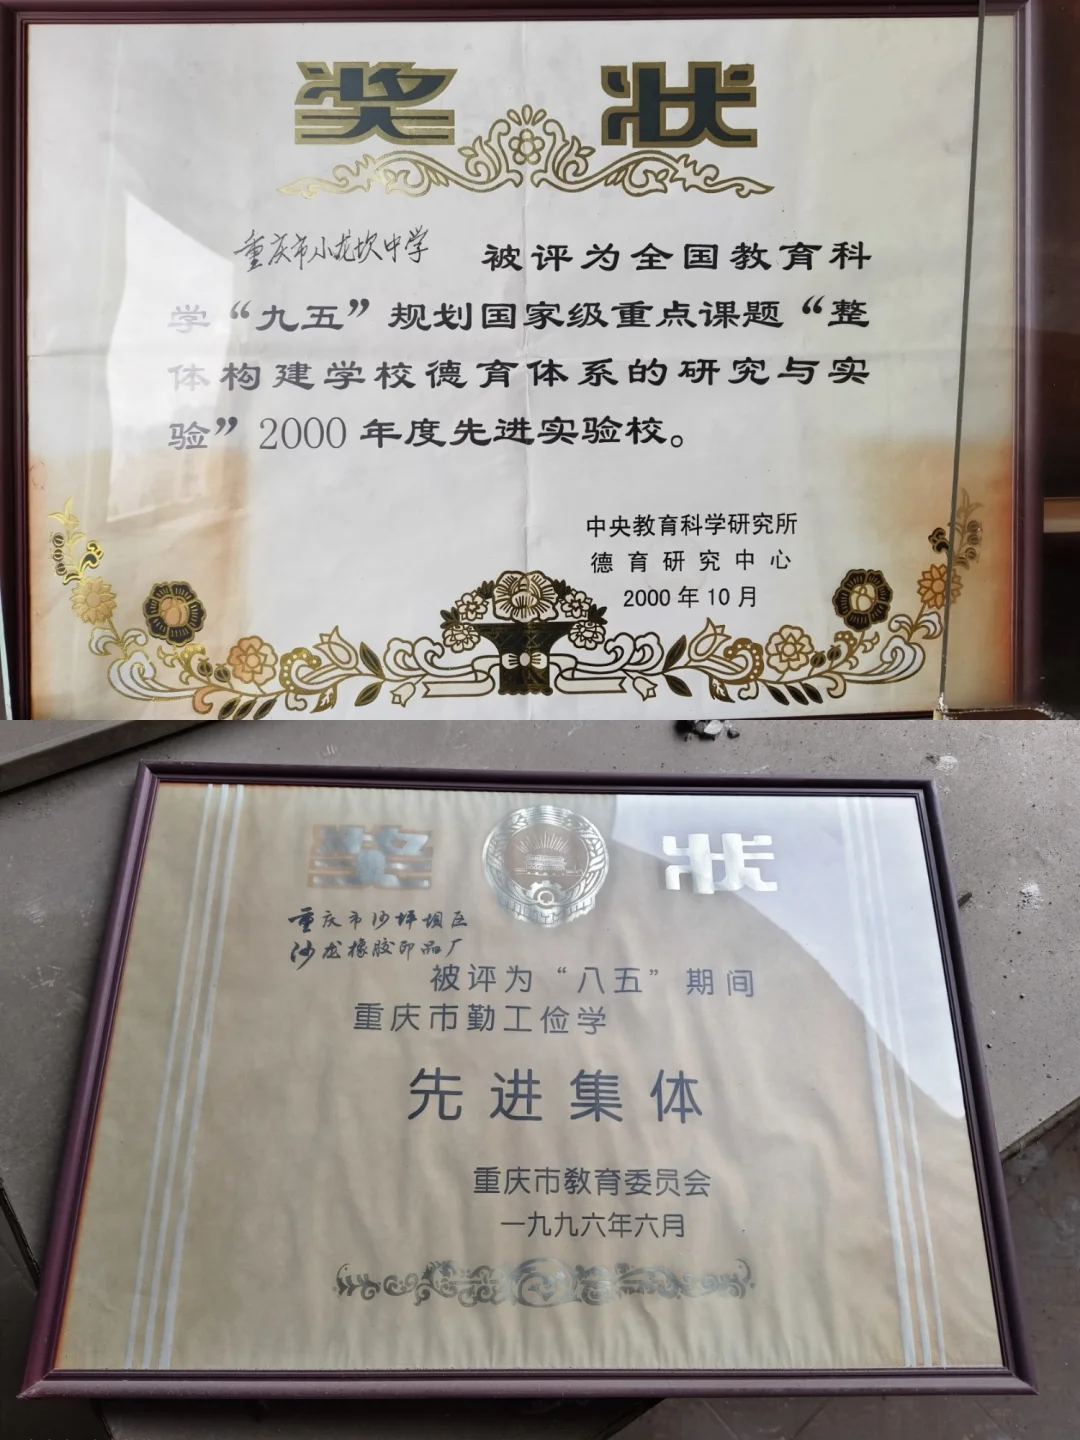 奖状
重庆市小龙坎中学 被评为全国教育科
学“九五”规划国家级重点课题“整
体构建学校德育体系的研究与实
验”2000年度先进实验校。
中央教育科学研究所
德育研究中心
2000年10月
奖状
重庆市沙坪坝区
沙龙橡胶印品厂
被评为“八五”期间
重庆市勤工俭学
先进集体
重庆市教育委员会
一九九六年六月